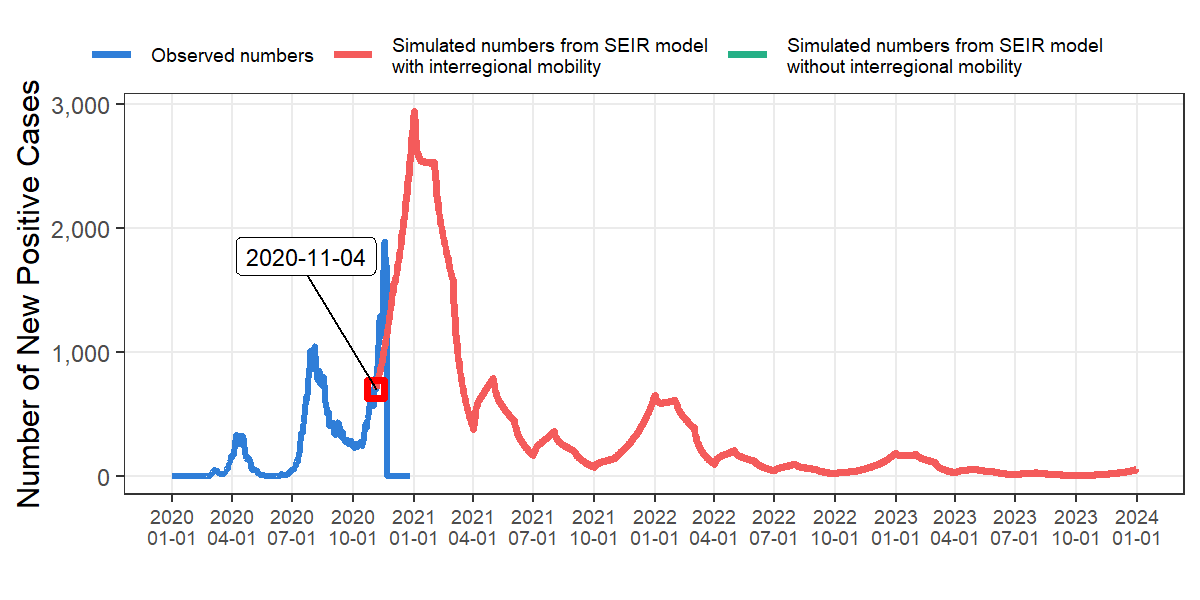 Observed numbers
Simulated numbers from SEIR model
with interregional mobility
Simulated numbers from SEIR model
without interregional mobility
Number of New Positive Cases
3,000
2,000
1,000
0
2020-11-04
2020 2020 2020 2020 2021 2021 2021 2021 2022 2022 2022 2022 2023 2023 2023 2023 2024
01-01 04-01 07-01 10-01 01-01 04-01 07-01 10-01 01-01 04-01 07-01 10-01 01-01 04-01 07-01 10-01 01-01